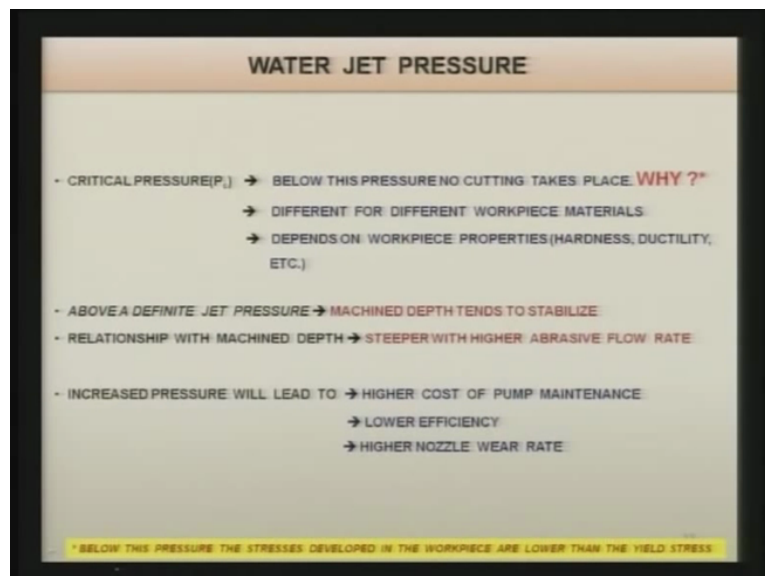 WATER JET PRESSURE
- CRITICAL PRESSURE(Pc) → BELOW THIS PRESSURE NO CUTTING TAKES PLACE. WHY ?*
→ DIFFERENT FOR DIFFERENT WORKPIECE MATERIALS
→ DEPENDS ON WORKPIECE PROPERTIES (HARDNESS, DUCTILITY,
ETC.)
- ABOVE A DEFINITE JET PRESSURE → MACHINED DEPTH TENDS TO STABILIZE
- RELATIONSHIP WITH MACHINED DEPTH → STEEPER WITH HIGHER ABRASIVE FLOW RATE
- INCREASED PRESSURE WILL LEAD TO → HIGHER COST OF PUMP MAINTENANCE
→ LOWER EFFICIENCY
→ HIGHER NOZZLE WEAR RATE
* BELOW THIS PRESSURE THE STRESSES DEVELOPED IN THE WORKPIECE ARE LOWER THAN THE YIELD STRESS